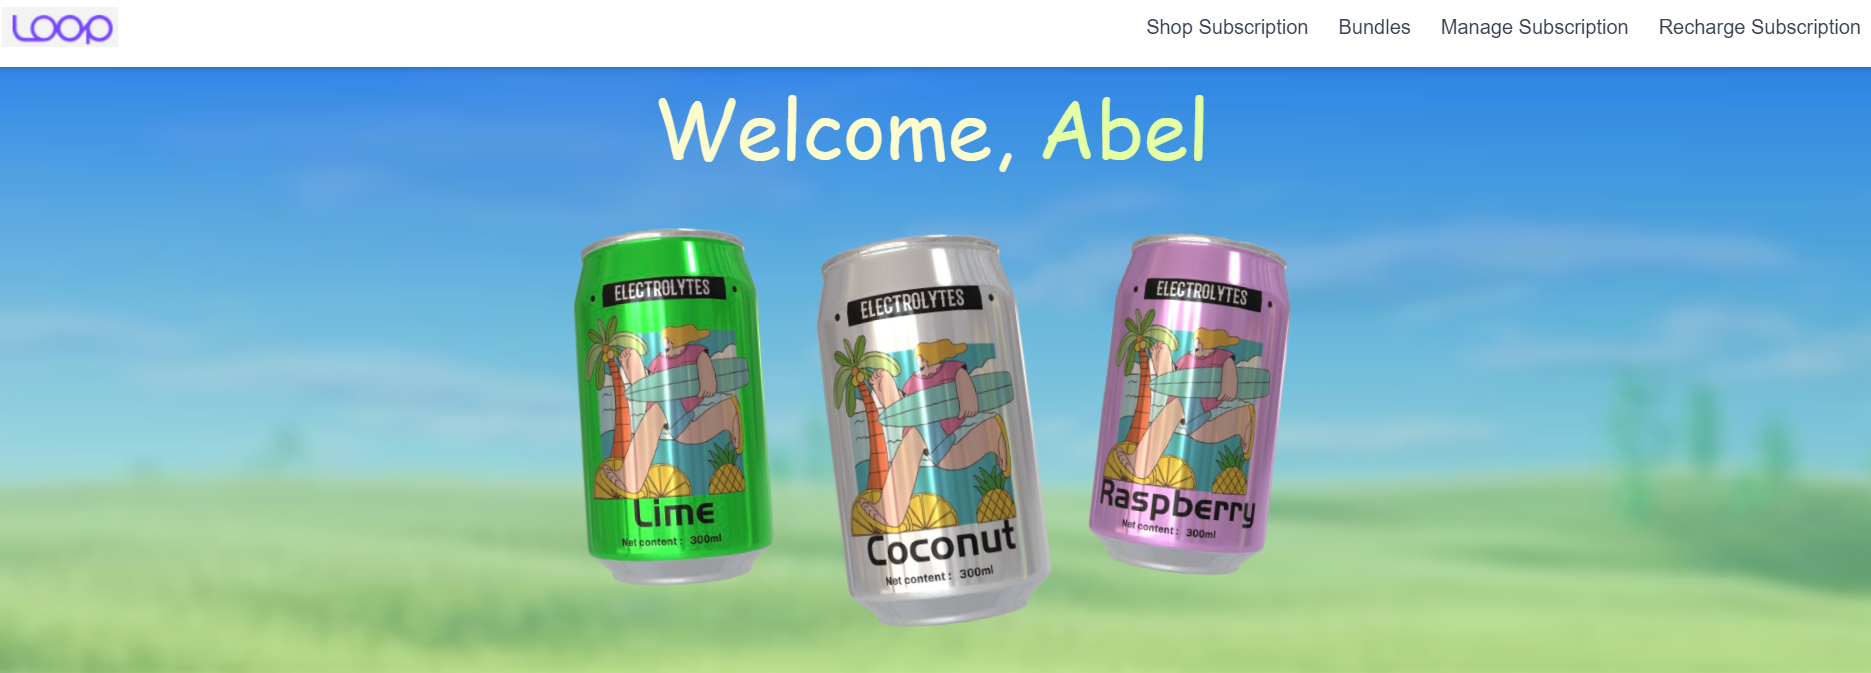 LOOP
Shop Subscription
Bundles
Manage Subscription
Recharge Subscription
Welcome, Abel
ELECTROLYTES
Lime
Net content : 300ml
ELECTROLYTES
Coconut
Net content : 300ml
ELECTROLYTES
Raspberry
Net content : 300ml